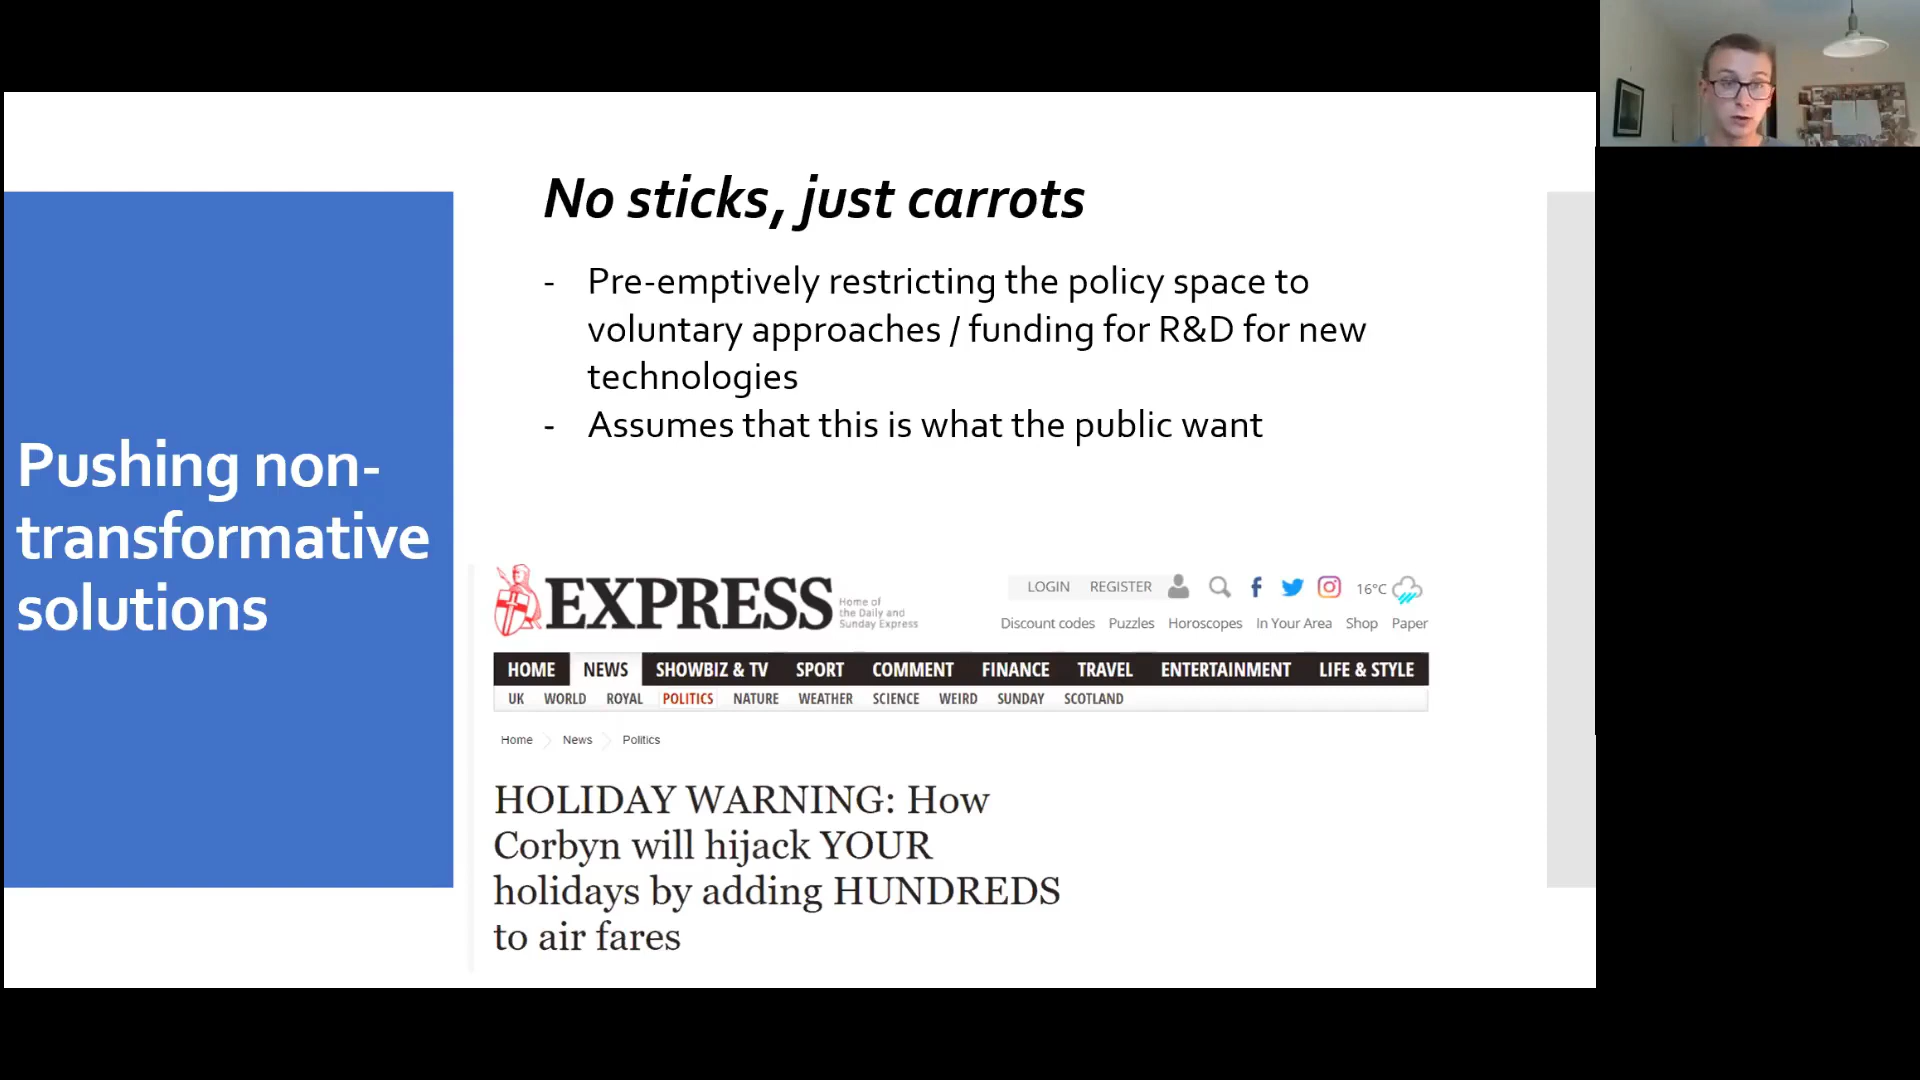 Pushing non-
transformative
solutions
No sticks, just carrots
- Pre-emptively restricting the policy space to
voluntary approaches / funding for R&D for new
technologies
- Assumes that this is what the public want
EXPRESS
Home of
the Daily and
Sunday Express
LOGIN REGISTER 16°C
Discount codes Puzzles Horoscopes In Your Area Shop Paper
HOME NEWS SHOWBIZ & TV SPORT COMMENT FINANCE TRAVEL ENTERTAINMENT LIFE & STYLE
UK WORLD ROYAL POLITICS NATURE WEATHER SCIENCE WEIRD SUNDAY SCOTLAND
Home News Politics
HOLIDAY WARNING: How
Corbyn will hijack YOUR
holidays by adding HUNDREDS
to air fares